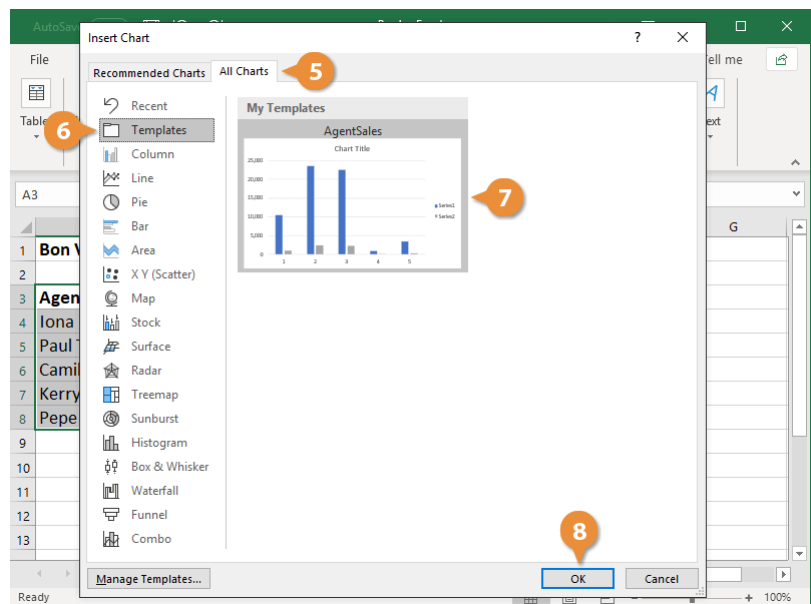 AutoSav
Insert Chart
?
File
Tell me
Recommended Charts
All Charts
5
Recent
6
Templates
Column
Line
Pie
Bar
Area
X Y (Scatter)
Map
Stock
Surface
Radar
Treemap
Sunburst
Histogram
Box & Whisker
Waterfall
Funnel
Combo
My Templates
AgentSales
Chart Title
25,000
20,000
15,000
10,000
5,000
0
1 2 3 4 5
Series1
Series2
7
Table
ext
A3
G
1 Bon V
2
3 Agen
4 Iona
5 Paul T
6 Camil
7 Kerry
8 Pepe
9
10
11
12
13
8
Manage Templates...
OK
Cancel
Ready
100%